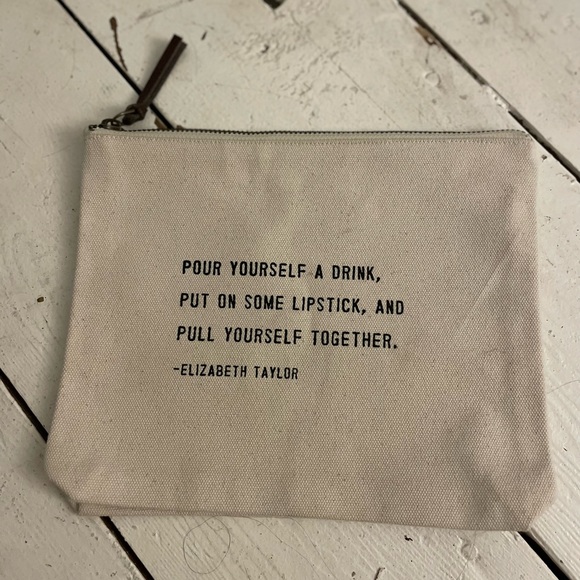 POUR YOURSELF A DRINK,
PUT ON SOME LIPSTICK, AND
PULL YOURSELF TOGETHER.
-ELIZABETH TAYLOR